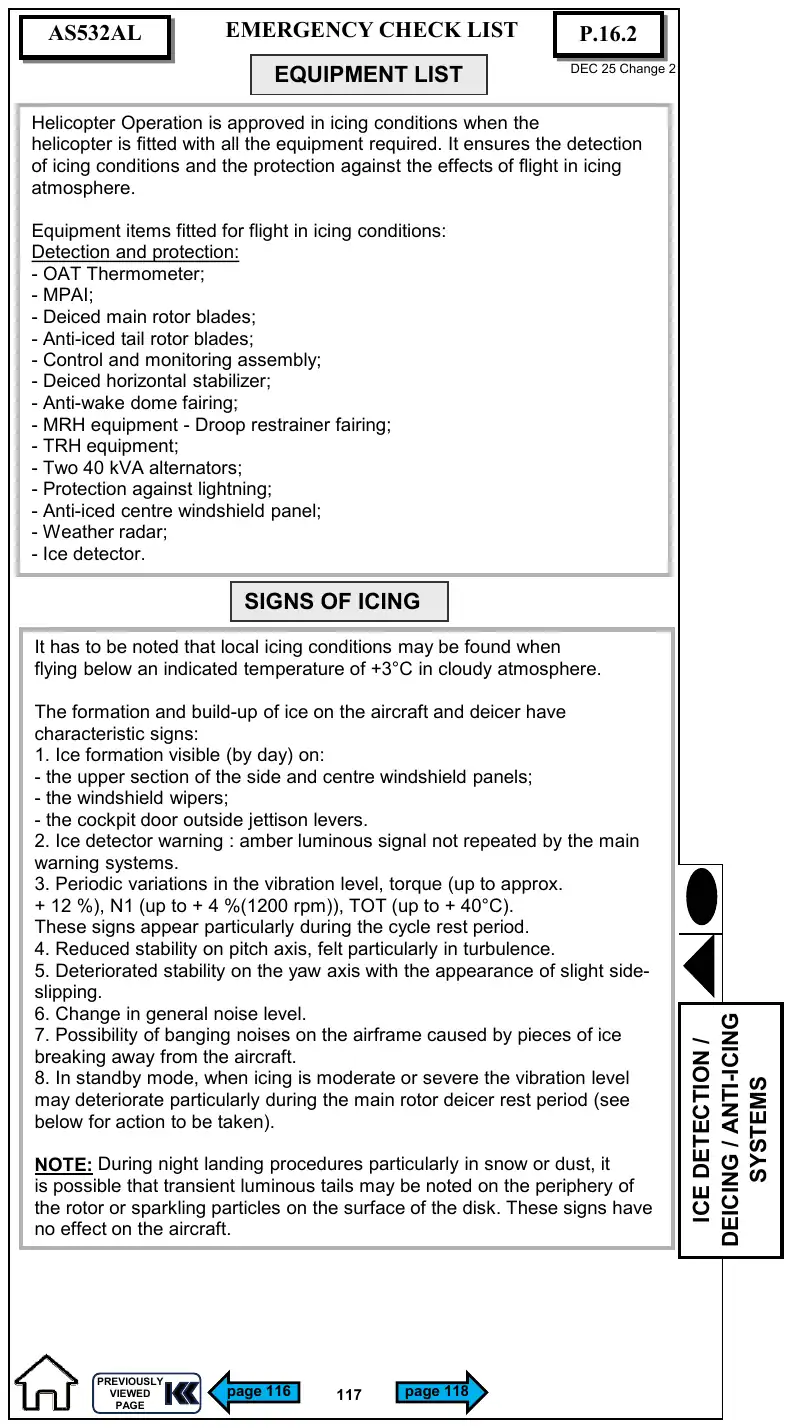 AS532AL
EMERGENCY CHECK LIST
P.16.2
DEC 25 Change 2
EQUIPMENT LIST
Helicopter Operation is approved in icing conditions when the
helicopter is fitted with all the equipment required. It ensures the detection
of icing conditions and the protection against the effects of flight in icing
atmosphere.
Equipment items fitted for flight in icing conditions:
Detection and protection:
- OAT Thermometer;
- MPAI;
- Deiced main rotor blades;
- Anti-iced tail rotor blades;
- Control and monitoring assembly;
- Deiced horizontal stabilizer;
- Anti-wake dome fairing;
- MRH equipment - Droop restrainer fairing;
- TRH equipment;
- Two 40 kVA alternators;
- Protection against lightning;
- Anti-iced centre windshield panel;
- Weather radar;
- Ice detector.
SIGNS OF ICING
It has to be noted that local icing conditions may be found when
flying below an indicated temperature of +3°C in cloudy atmosphere.
The formation and build-up of ice on the aircraft and deicer have
characteristic signs:
1. Ice formation visible (by day) on:
- the upper section of the side and centre windshield panels;
- the windshield wipers;
- the cockpit door outside jettison levers.
2. Ice detector warning : amber luminous signal not repeated by the main
warning systems.
3. Periodic variations in the vibration level, torque (up to approx.
+ 12 %), N1 (up to + 4 %(1200 rpm)), TOT (up to + 40°C).
These signs appear particularly during the cycle rest period.
4. Reduced stability on pitch axis, felt particularly in turbulence.
5. Deteriorated stability on the yaw axis with the appearance of slight side-
slipping.
6. Change in general noise level.
7. Possibility of banging noises on the airframe caused by pieces of ice
breaking away from the aircraft.
8. In standby mode, when icing is moderate or severe the vibration level
may deteriorate particularly during the main rotor deicer rest period (see
below for action to be taken).
NOTE: During night landing procedures particularly in snow or dust, it
is possible that transient luminous tails may be noted on the periphery of
the rotor or sparkling particles on the surface of the disk. These signs have
no effect on the aircraft.
ICE DETECTION /
DEICING / ANTI-ICING
SYSTEMS
PREVIOUSLY
VIEWED
PAGE
page 116
117
page 118